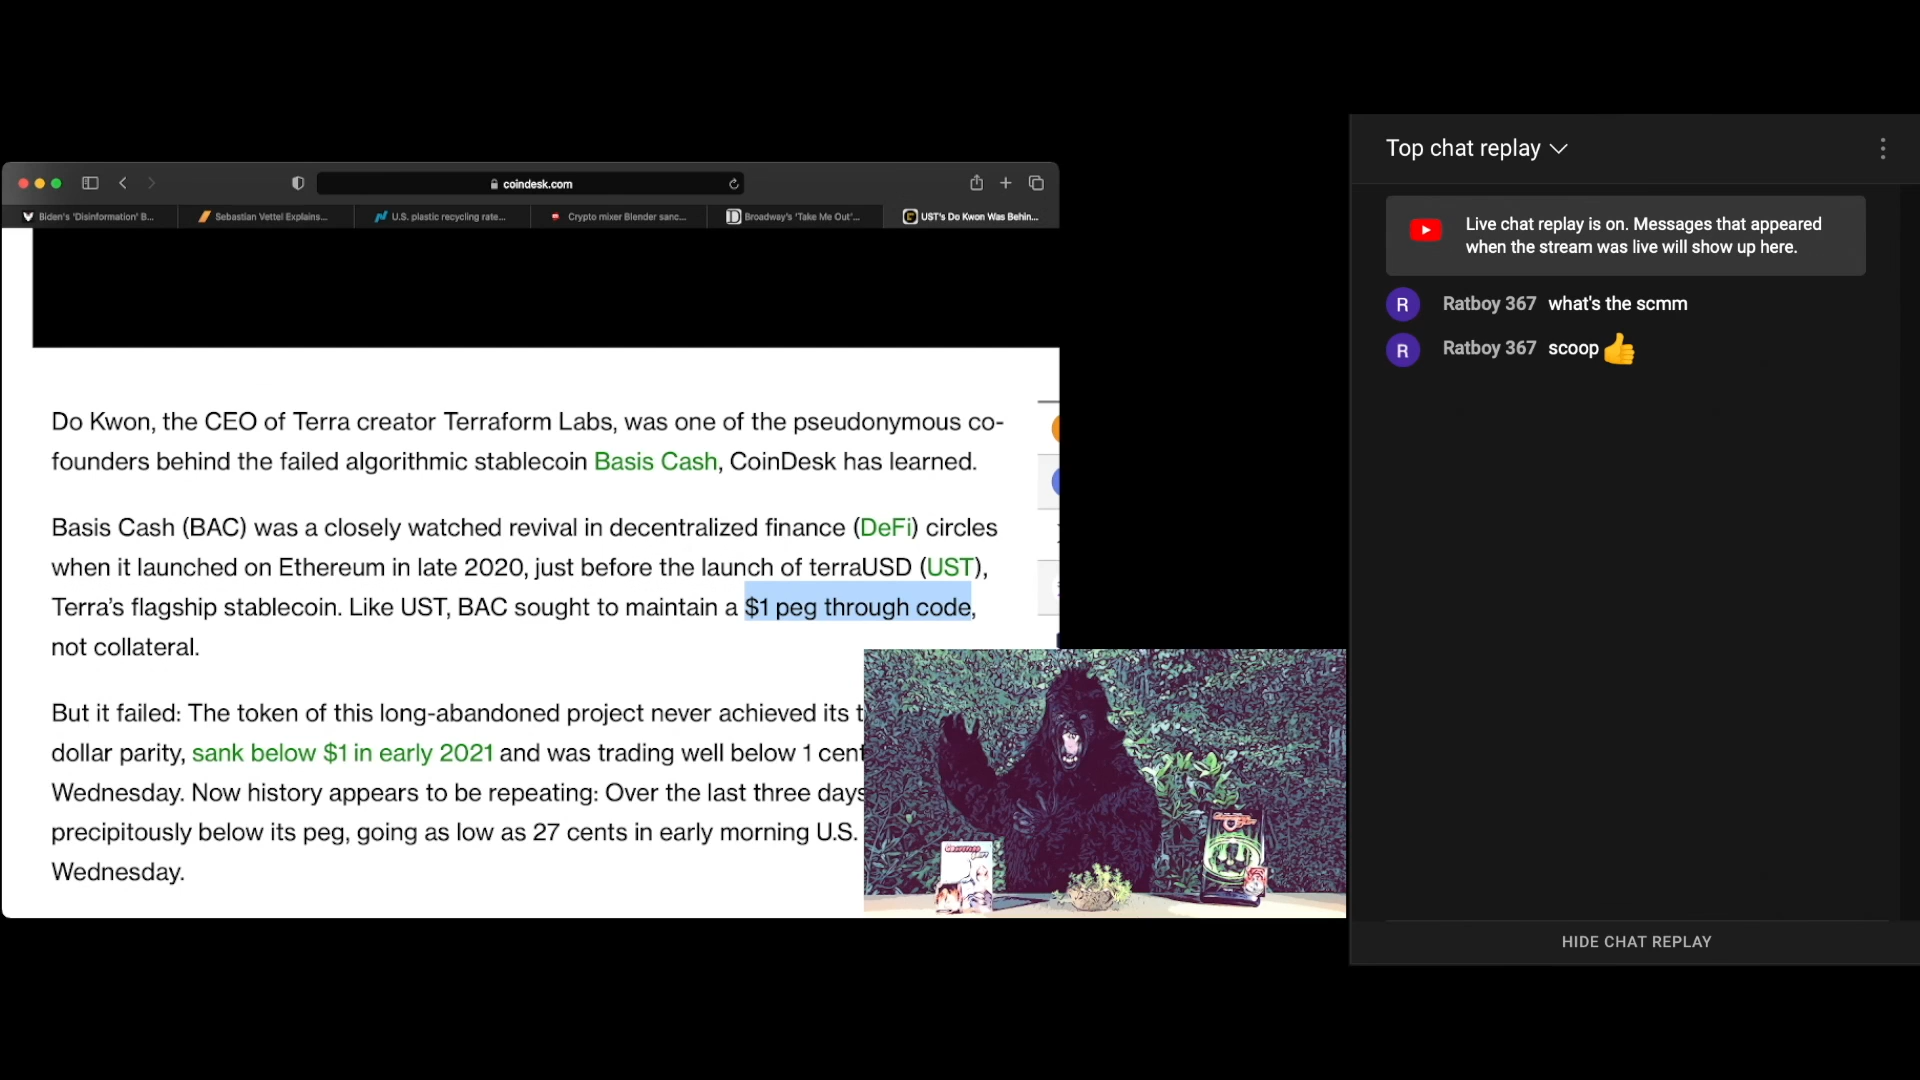 coindesk.com
Biden's 'Disinformation' B...
Sebastian Vettel Explains...
U.S. plastic recycling rate...
Crypto mixer Blender sanc...
Broadway's 'Take Me Out'...
UST's Do Kwon Was Behin...
Do Kwon, the CEO of Terra creator Terraform Labs, was one of the pseudonymous co-
founders behind the failed algorithmic stablecoin Basis Cash, CoinDesk has learned.
Basis Cash (BAC) was a closely watched revival in decentralized finance (DeFi) circles
when it launched on Ethereum in late 2020, just before the launch of terraUSD (UST),
Terra's flagship stablecoin. Like UST, BAC sought to maintain a $1 peg through code,
not collateral.
But it failed: The token of this long-abandoned project never achieved its t
dollar parity, sank below $1 in early 2021 and was trading well below 1 cent
Wednesday. Now history appears to be repeating: Over the last three days
precipitously below its peg, going as low as 27 cents in early morning U.S.
Wednesday.
Top chat replay
Live chat replay is on. Messages that appeared
when the stream was live will show up here.
R Ratboy 367 what's the scmm
R Ratboy 367 scoop 👍
HIDE CHAT REPLAY